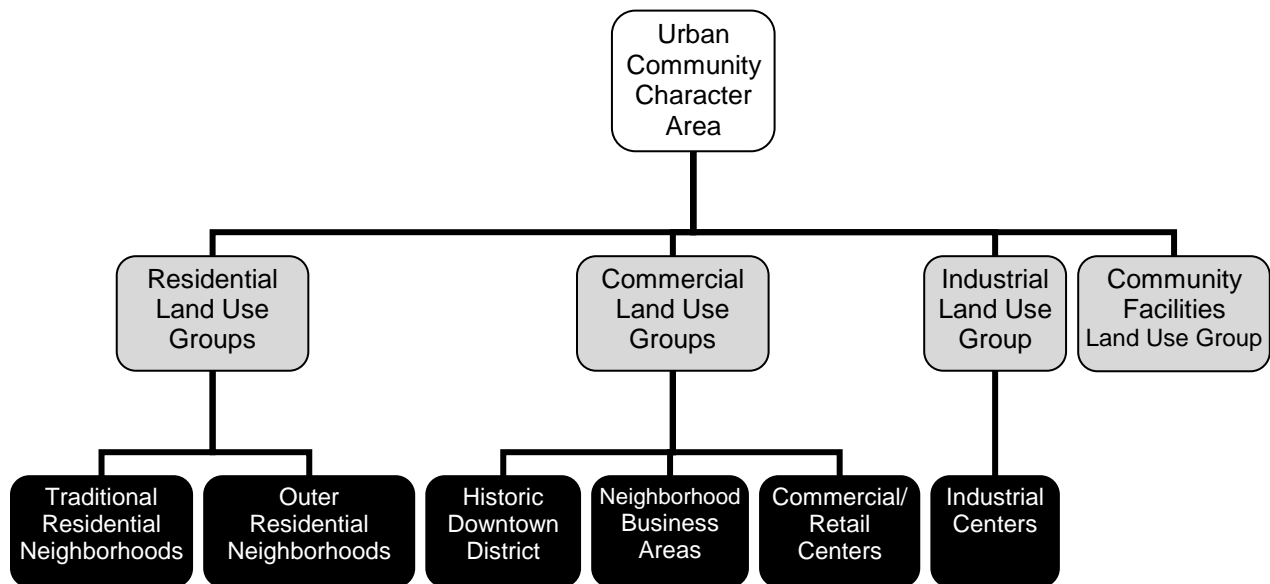 Urban
Community
Character
Area
Residential
Land Use
Groups
Commercial
Land Use
Groups
Industrial
Land Use
Group
Community
Facilities
Land Use Group
Traditional
Residential
Neighborhoods
Outer
Residential
Neighborhoods
Historic
Downtown
District
Neighborhood
Business
Areas
Commercial/
Retail
Centers
Industrial
Centers